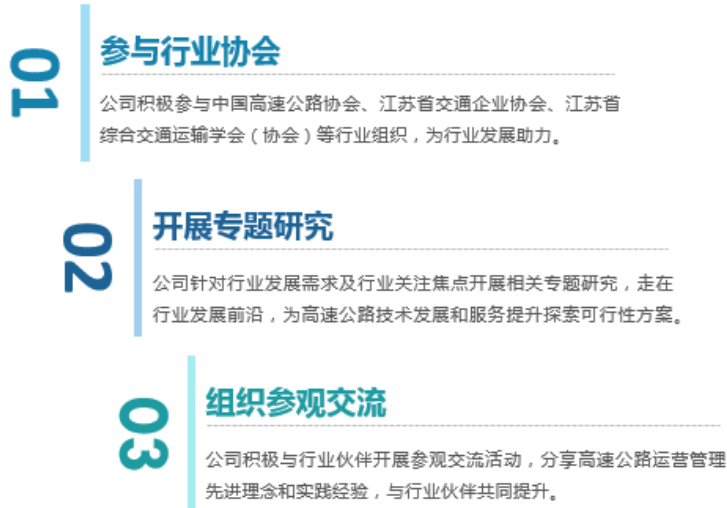 01
参与行业协会
公司积极参与中国高速公路协会、江苏省交通企业协会、江苏省
综合交通运输学会（协会）等行业组织，为行业发展助力。
02
开展专题研究
公司针对行业发展需求及行业关注焦点开展相关专题研究，走在
行业发展前沿，为高速公路技术发展和服务提升探索可行性方案。
03
组织参观交流
公司积极与行业伙伴开展参观交流活动，分享高速公路运营管理
先进理念和实践经验，与行业伙伴共同提升。